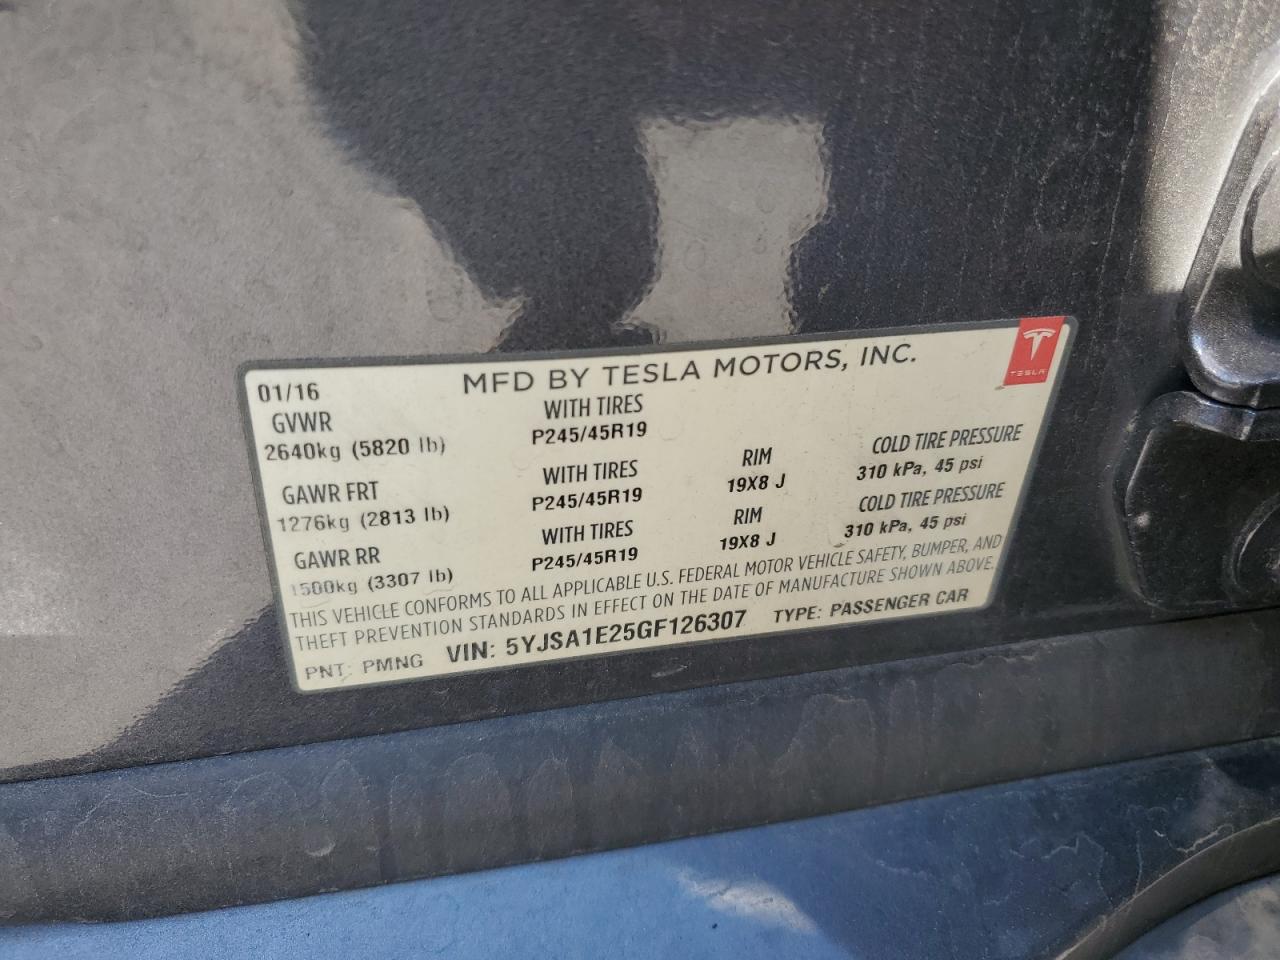 01/16 MFD BY TESLA MOTORS, INC.
TESLA
GVWR WITH TIRES
2640kg (5820 lb) P245/45R19
GAWR FRT WITH TIRES RIM COLD TIRE PRESSURE
1276kg (2813 lb) P245/45R19 19X8 J 310 kPa, 45 psi
GAWR RR WITH TIRES RIM COLD TIRE PRESSURE
1500kg (3307 lb) P245/45R19 19X8 J 310 kPa, 45 psi
THIS VEHICLE CONFORMS TO ALL APPLICABLE U.S. FEDERAL MOTOR VEHICLE SAFETY, BUMPER, AND
THEFT PREVENTION STANDARDS IN EFFECT ON THE DATE OF MANUFACTURE SHOWN ABOVE.
PNT: PMNG VIN: 5YJSA1E25GF126307 TYPE: PASSENGER CAR